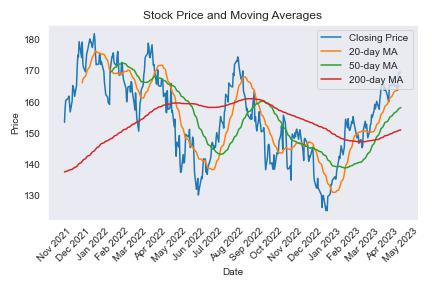 Stock Price and Moving Averages
Closing Price
20-day MA
50-day MA
200-day MA
Price
180
170
160
150
140
130
Nov 2021
Dec 2021
Jan 2022
Feb 2022
Mar 2022
Apr 2022
May 2022
Jun 2022
Jul 2022
Aug 2022
Sep 2022
Oct 2022
Nov 2022
Dec 2022
Jan 2023
Feb 2023
Mar 2023
Apr 2023
May 2023
Date